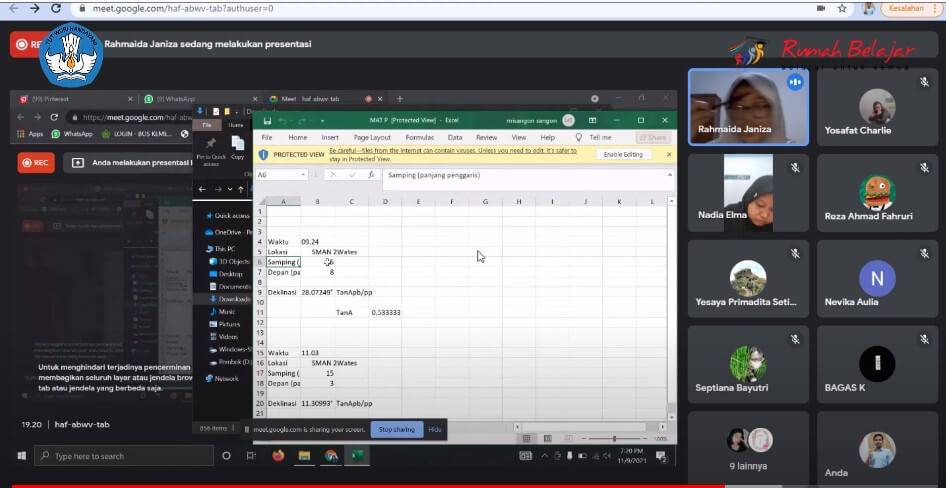 meet.google.com/haf-abwv-tab?authuser=0
Kesalahan
TUT WURI HANDAYANI
Rahmaida Janiza sedang melakukan presentasi
Rumah Belajar
belajar untuk semua
(99) Pinterest
(9) WhatsApp
Meet haf abwv tab
https://meet.google.com/haf-abw
Apps
WhatsApp
REC
Anda melakukan presentasi
File
Home
Pin to Quick access
Copy
MAT P [Protected View] - Excel
misangon sangon
File
Home
Insert
Page Layout
Formulas
Data
Review
View
Help
Tell me
Share
PROTECTED VIEW
Be careful—files from the Internet can contain viruses. Unless you need to edit, it's safer to stay in Protected View.
Enable Editing
A6
Samping (panjang penggaris)
A B C D E F G H I J K L
1
2
3
4 Waktu 09.24
5 Lokasi SMAN 2Wates
6 Samping (
7 Depan (pa 8
8
9 Deklinasi 28.07249° TanApb/pp
10
11 TanA 0.533333
12
13
14
15 Waktu 11.03
16 Lokasi SMAN 2Wates
17 Samping ( 15
18 Depan (pa 3
19
20 Deklinasi 11.30993° TanApb/pp
21
Quick access
OneDrive - Pe
This PC
3D Objects
Desktop
Documents
Downloads
Music
Pictures
Videos
Windows-S
Pembek (D:
Network
856 items
Untuk menghindari terjadinya pencerminan
membagikan seluruh layar atau jendela brow
tab atau jendela yang berbeda saja.
19.20 | haf-abwv-tab
meet.google.com is sharing your screen.
Stop sharing
Hide
100%
Type here to search
7:20 PM
11/9/2021
Rahmaida Janiza
Yosafat Charlie
Nadia Elma
Reza Ahmad Fahruri
Yesaya Primadita Seti...
N
Nevika Aulia
Septiana Bayutri
BAGAS K
9 lainnya
Anda